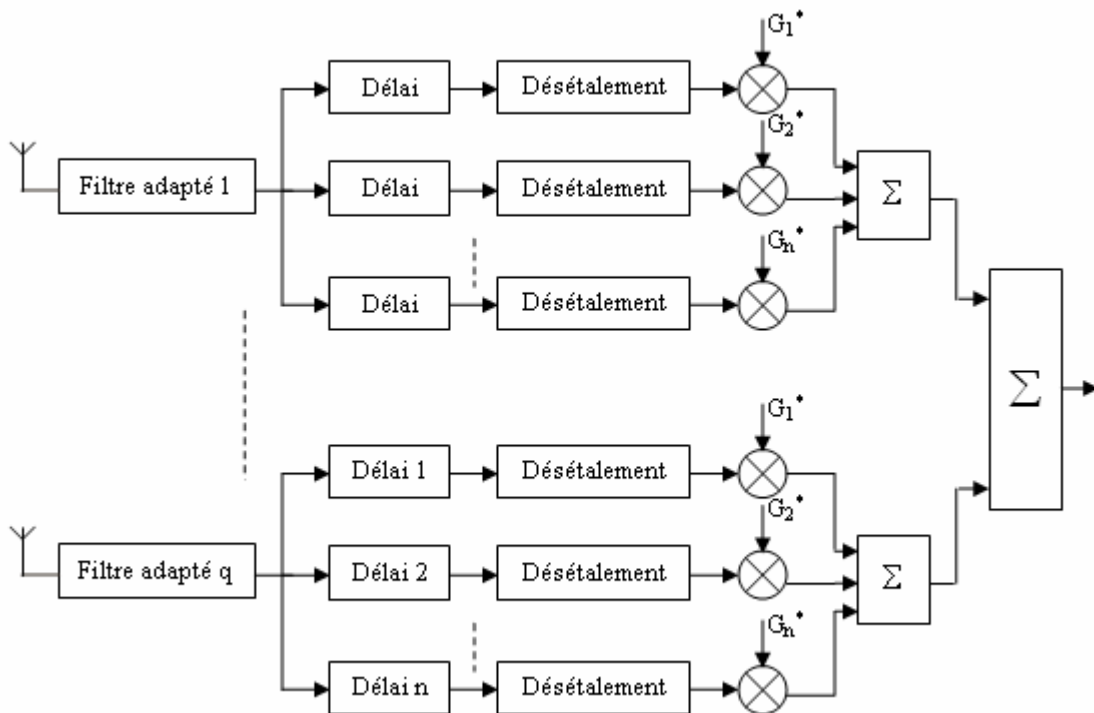 G₁*
Délai
Désétalement
G₂*
Filtre adapté 1
Délai
Désétalement
Σ
Gₙ*
Délai
Désétalement
Σ
G₁*
Délai 1
Désétalement
G₂*
Filtre adapté q
Délai 2
Désétalement
Σ
Gₙ*
Délai n
Désétalement